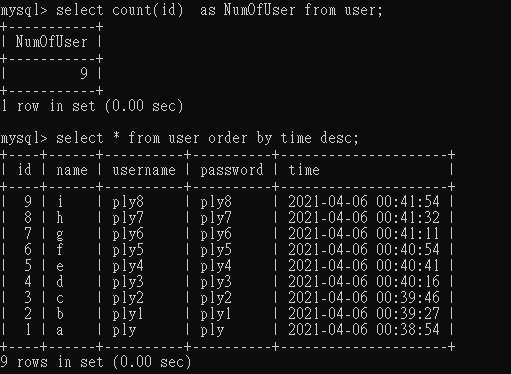 mysql> select count(id)  as NumOfUser from user;
+-----------+
| NumOfUser |
+-----------+
|         9 |
+-----------+
1 row in set (0.00 sec)

mysql> select * from user order by time desc;
+----+------+----------+----------+---------------------+
| id | name | username | password | time                |
+----+------+----------+----------+---------------------+
|  9 | i    | ply8     | ply8     | 2021-04-06 00:41:54 |
|  8 | h    | ply7     | ply7     | 2021-04-06 00:41:32 |
|  7 | g    | ply6     | ply6     | 2021-04-06 00:41:11 |
|  6 | f    | ply5     | ply5     | 2021-04-06 00:40:54 |
|  5 | e    | ply4     | ply4     | 2021-04-06 00:40:41 |
|  4 | d    | ply3     | ply3     | 2021-04-06 00:40:16 |
|  3 | c    | ply2     | ply2     | 2021-04-06 00:39:46 |
|  2 | b    | ply1     | ply1     | 2021-04-06 00:39:27 |
|  1 | a    | ply      | ply      | 2021-04-06 00:38:54 |
+----+------+----------+----------+---------------------+
9 rows in set (0.00 sec)